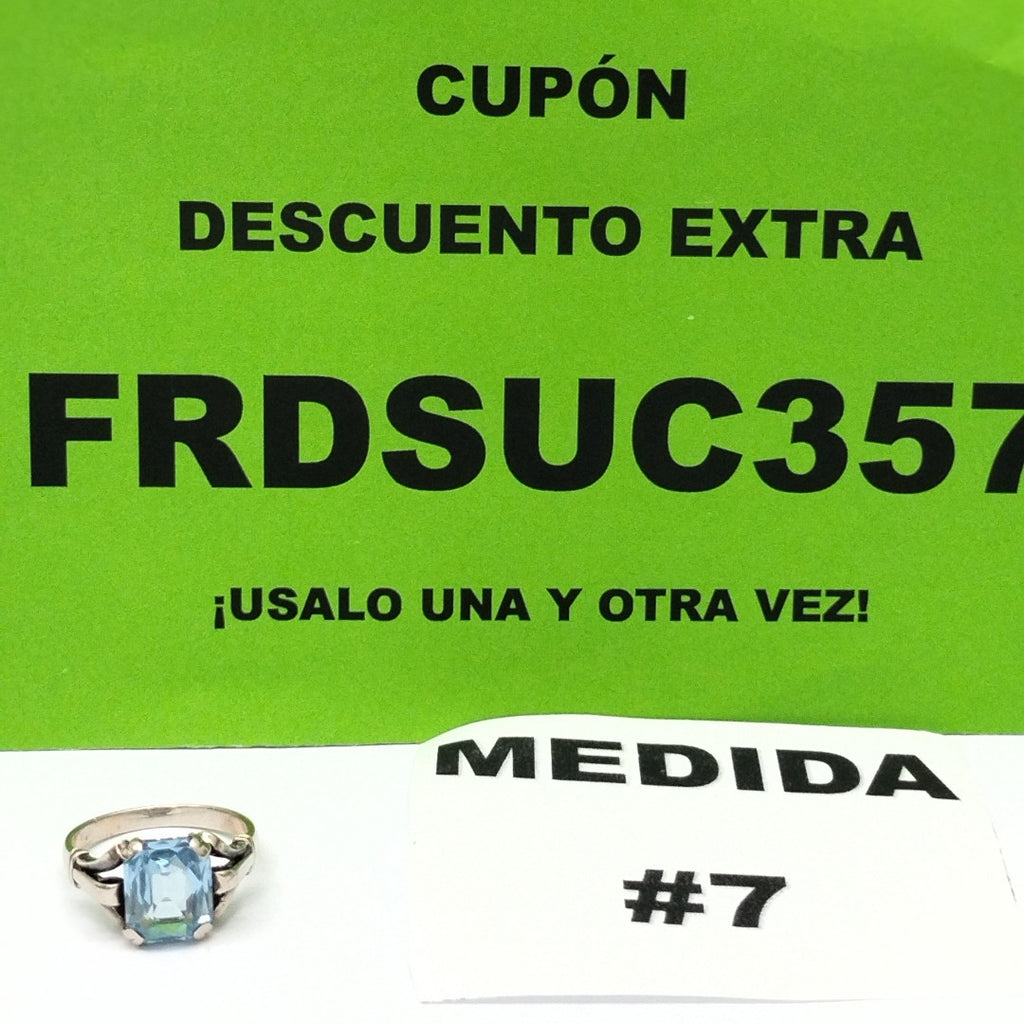 CUPÓN
DESCUENTO EXTRA
FRDSUC357
¡USALO UNA Y OTRA VEZ!
MEDIDA
#7